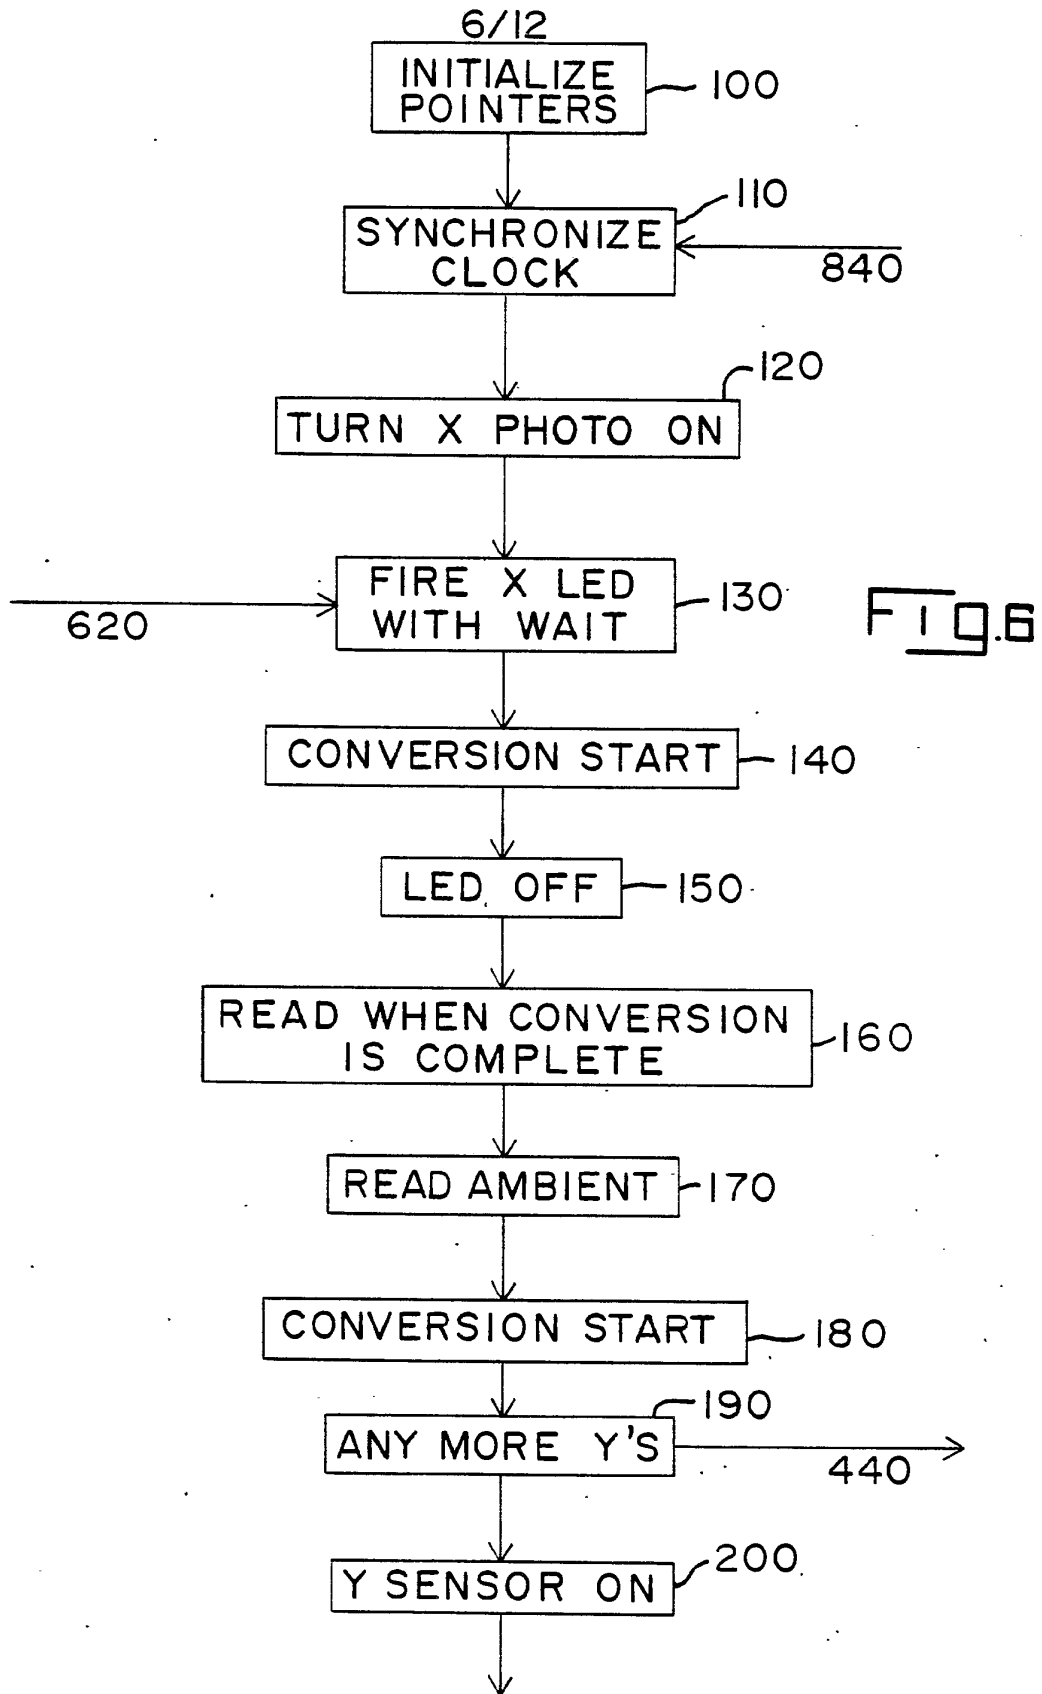 6/12
INITIALIZE
POINTERS
100
110
SYNCHRONIZE
CLOCK
840
120
TURN X PHOTO ON
FIRE X LED
WITH WAIT
130
620
Fig.6
CONVERSION START
140
LED OFF
150
READ WHEN CONVERSION
IS COMPLETE
160
READ AMBIENT
170
CONVERSION START
180
190
ANY MORE Y'S
440
200
Y SENSOR ON